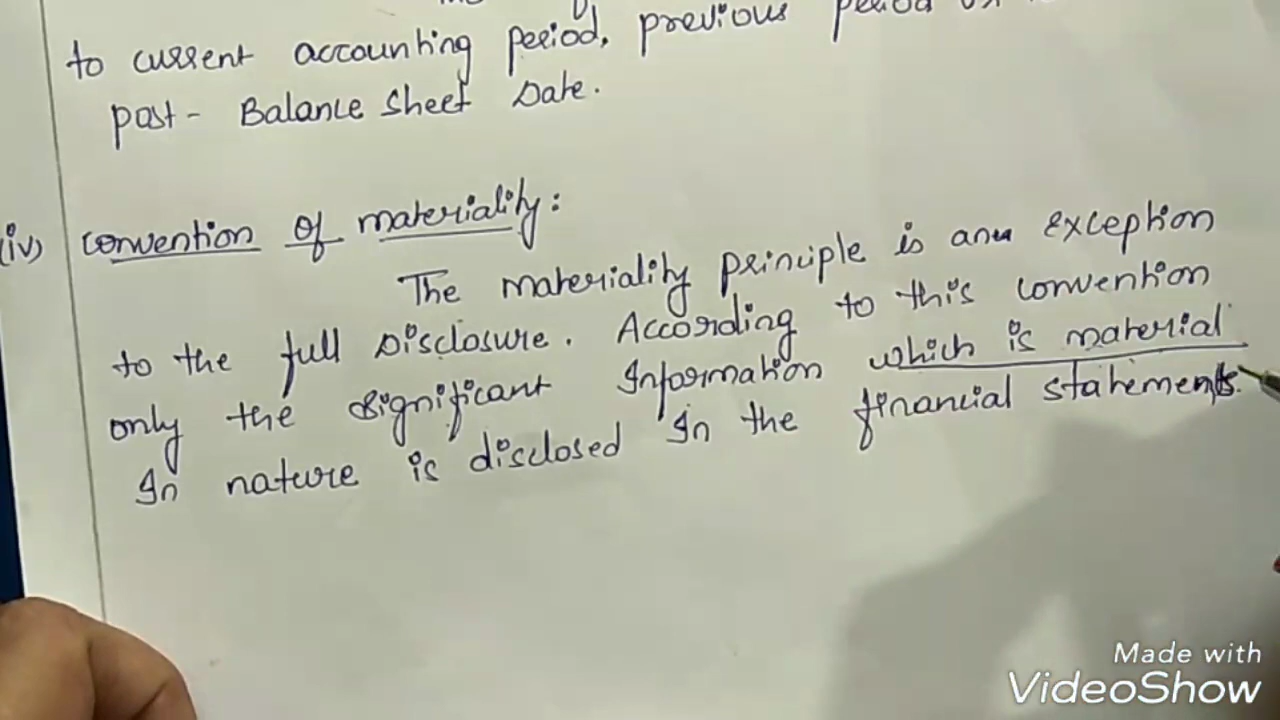 to current accounting period, previous period
post - Balance sheet Date.
(iv) convention of materiality:
The materiality principle is an exception
to the full Disclosure. According to this convention
only the significant Information which is material
In nature is disclosed In the financial statements.
Made with
VideoShow